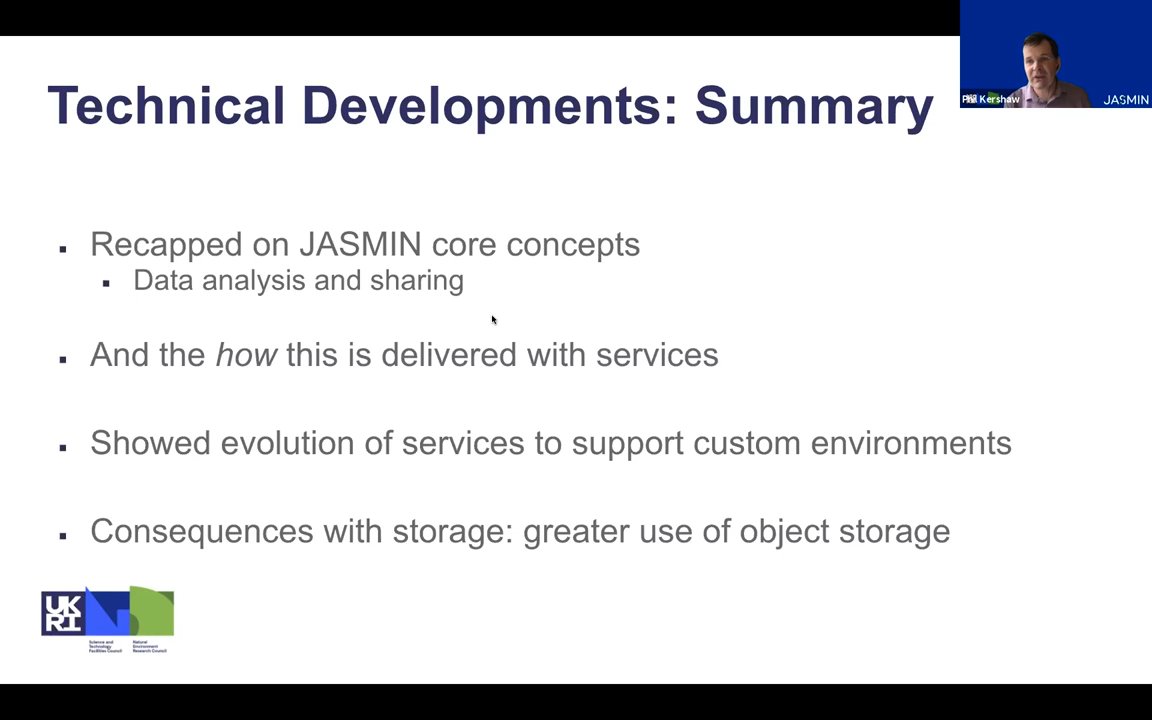 Technical Developments: Summary
Phil Kershaw
JASMIN
Recapped on JASMIN core concepts
Data analysis and sharing
And the how this is delivered with services
Showed evolution of services to support custom environments
Consequences with storage: greater use of object storage
UK
RI
Science and
Technology
Facilities Council
Natural
Environment
Research Council